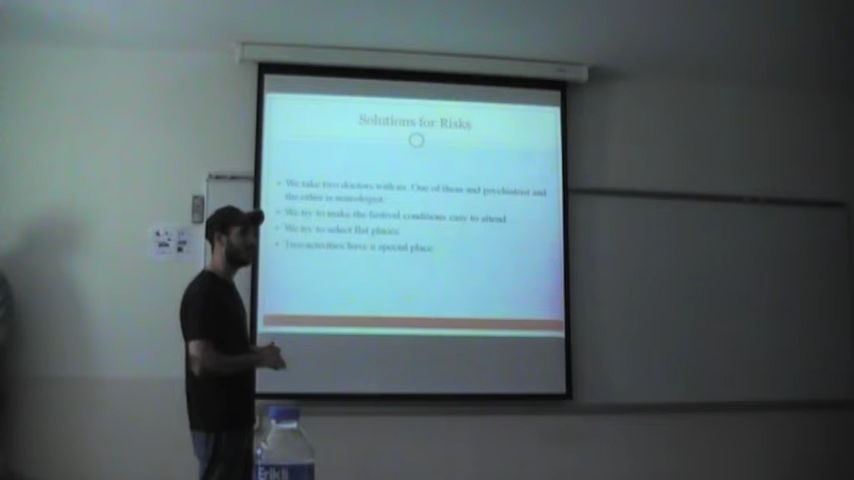 Solutions for Risks
We take two doctors with us. One of them and psychiatrist and
the other is neurologist.
We try to make the festival conditions easy to attend.
We try to select flat places.
activities have a special place
Erikli